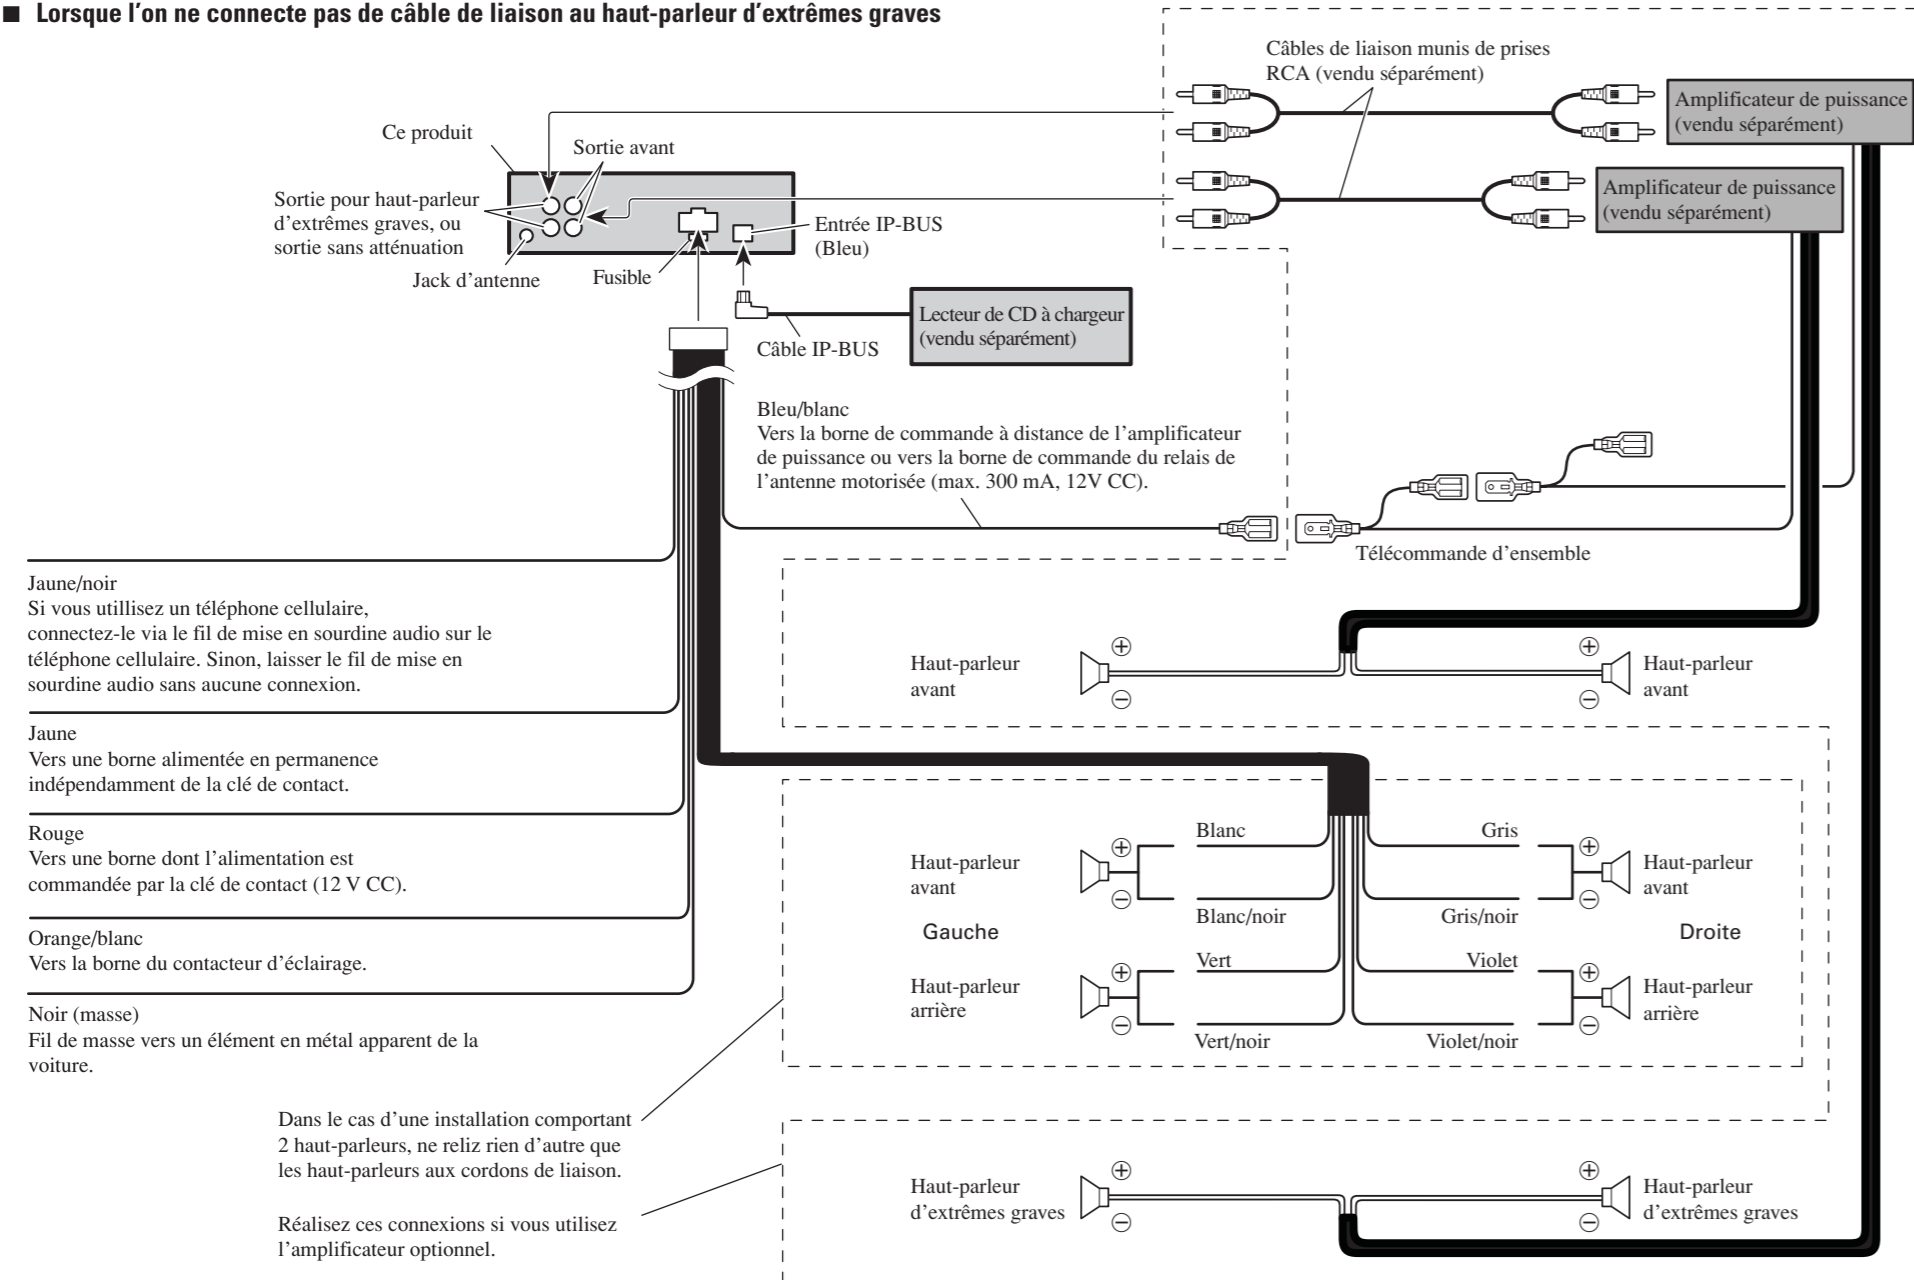 ■ Lorsque l'on ne connecte pas de câble de liaison au haut-parleur d'extrêmes graves
Câbles de liaison munis de prises
RCA (vendu séparément)
Amplificateur de puissance
(vendu séparément)
Amplificateur de puissance
(vendu séparément)
Ce produit
Sortie avant
Sortie pour haut-parleur
d'extrêmes graves, ou
sortie sans atténuation
Jack d'antenne
Fusible
Entrée IP-BUS
(Bleu)
Câble IP-BUS
Lecteur de CD à chargeur
(vendu séparément)
Bleu/blanc
Vers la borne de commande à distance de l'amplificateur
de puissance ou vers la borne de commande du relais de
l'antenne motorisée (max. 300 mA, 12V CC).
Télécommande d'ensemble
Jaune/noir
Si vous utillisez un téléphone cellulaire,
connectez-le via le fil de mise en sourdine audio sur le
téléphone cellulaire. Sinon, laisser le fil de mise en
sourdine audio sans aucune connexion.
Jaune
Vers une borne alimentée en permanence
indépendamment de la clé de contact.
Rouge
Vers une borne dont l'alimentation est
commandée par la clé de contact (12 V CC).
Orange/blanc
Vers la borne du contacteur d'éclairage.
Noir (masse)
Fil de masse vers un élément en métal apparent de la
voiture.
Dans le cas d'une installation comportant
2 haut-parleurs, ne reliz rien d'autre que
les haut-parleurs aux cordons de liaison.
Réalisez ces connexions si vous utilisez
l'amplificateur optionnel.
Haut-parleur
avant
+
−
+
−
Haut-parleur
avant
Haut-parleur
avant
+
−
Blanc
Blanc/noir
Gris
Gris/noir
+
−
Haut-parleur
avant
Gauche
Droite
Haut-parleur
arrière
+
−
Vert
Vert/noir
Violet
Violet/noir
+
−
Haut-parleur
arrière
Haut-parleur
d'extrêmes graves
+
−
+
−
Haut-parleur
d'extrêmes graves